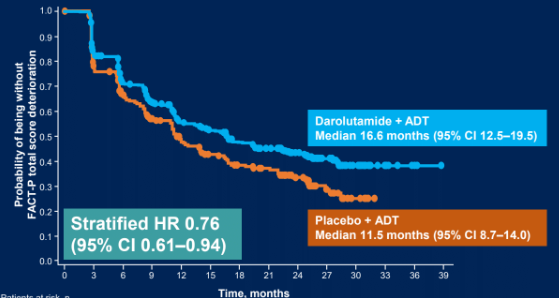 Probability of being without
FACT-P total score deterioration
1.0
0.9
0.8
0.7
0.6
0.5
0.4
0.3
0.2
0.1
0.0
Darolutamide + ADT
Median 16.6 months (95% CI 12.5–19.5)
Placebo + ADT
Median 11.5 months (95% CI 8.7–14.0)
Stratified HR 0.76
(95% CI 0.61–0.94)
0 3 6 9 12 15 18 21 24 27 30 33 36 39
Time, months
Patients at risk, n